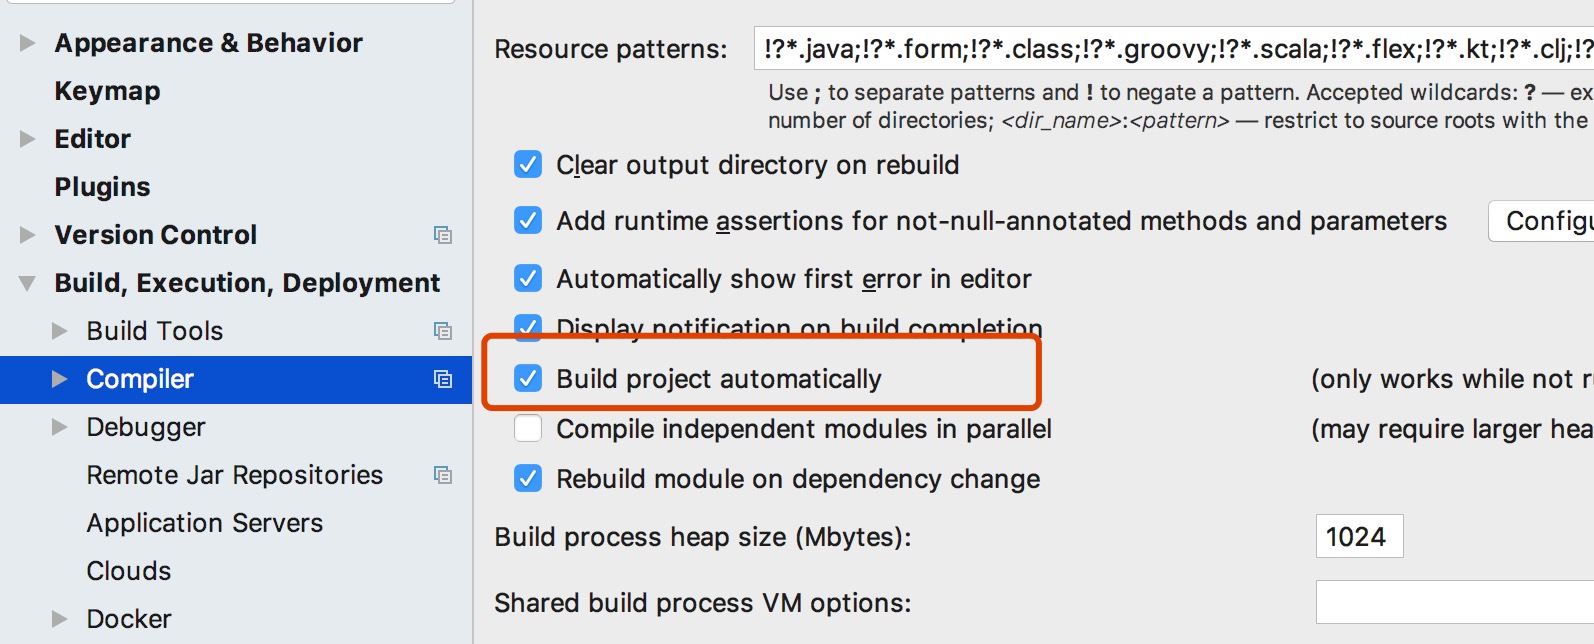 Appearance & Behavior
Keymap
Editor
Plugins
Version Control
Build, Execution, Deployment
Build Tools
Compiler
Debugger
Remote Jar Repositories
Application Servers
Clouds
Docker
Resource patterns: !?*.java;!?*.form;!?*.class;!?*.groovy;!?*.scala;!?*.flex;!?*.kt;!?*.clj;!?
Use ; to separate patterns and ! to negate a pattern. Accepted wildcards: ? — ex
number of directories; <dir_name>:<pattern> — restrict to source roots with the
Clear output directory on rebuild
Add runtime assertions for not-null-annotated methods and parameters Configu
Automatically show first error in editor
Display notification on build completion
Build project automatically (only works while not r
Compile independent modules in parallel (may require larger hea
Rebuild module on dependency change
Build process heap size (Mbytes): 1024
Shared build process VM options: